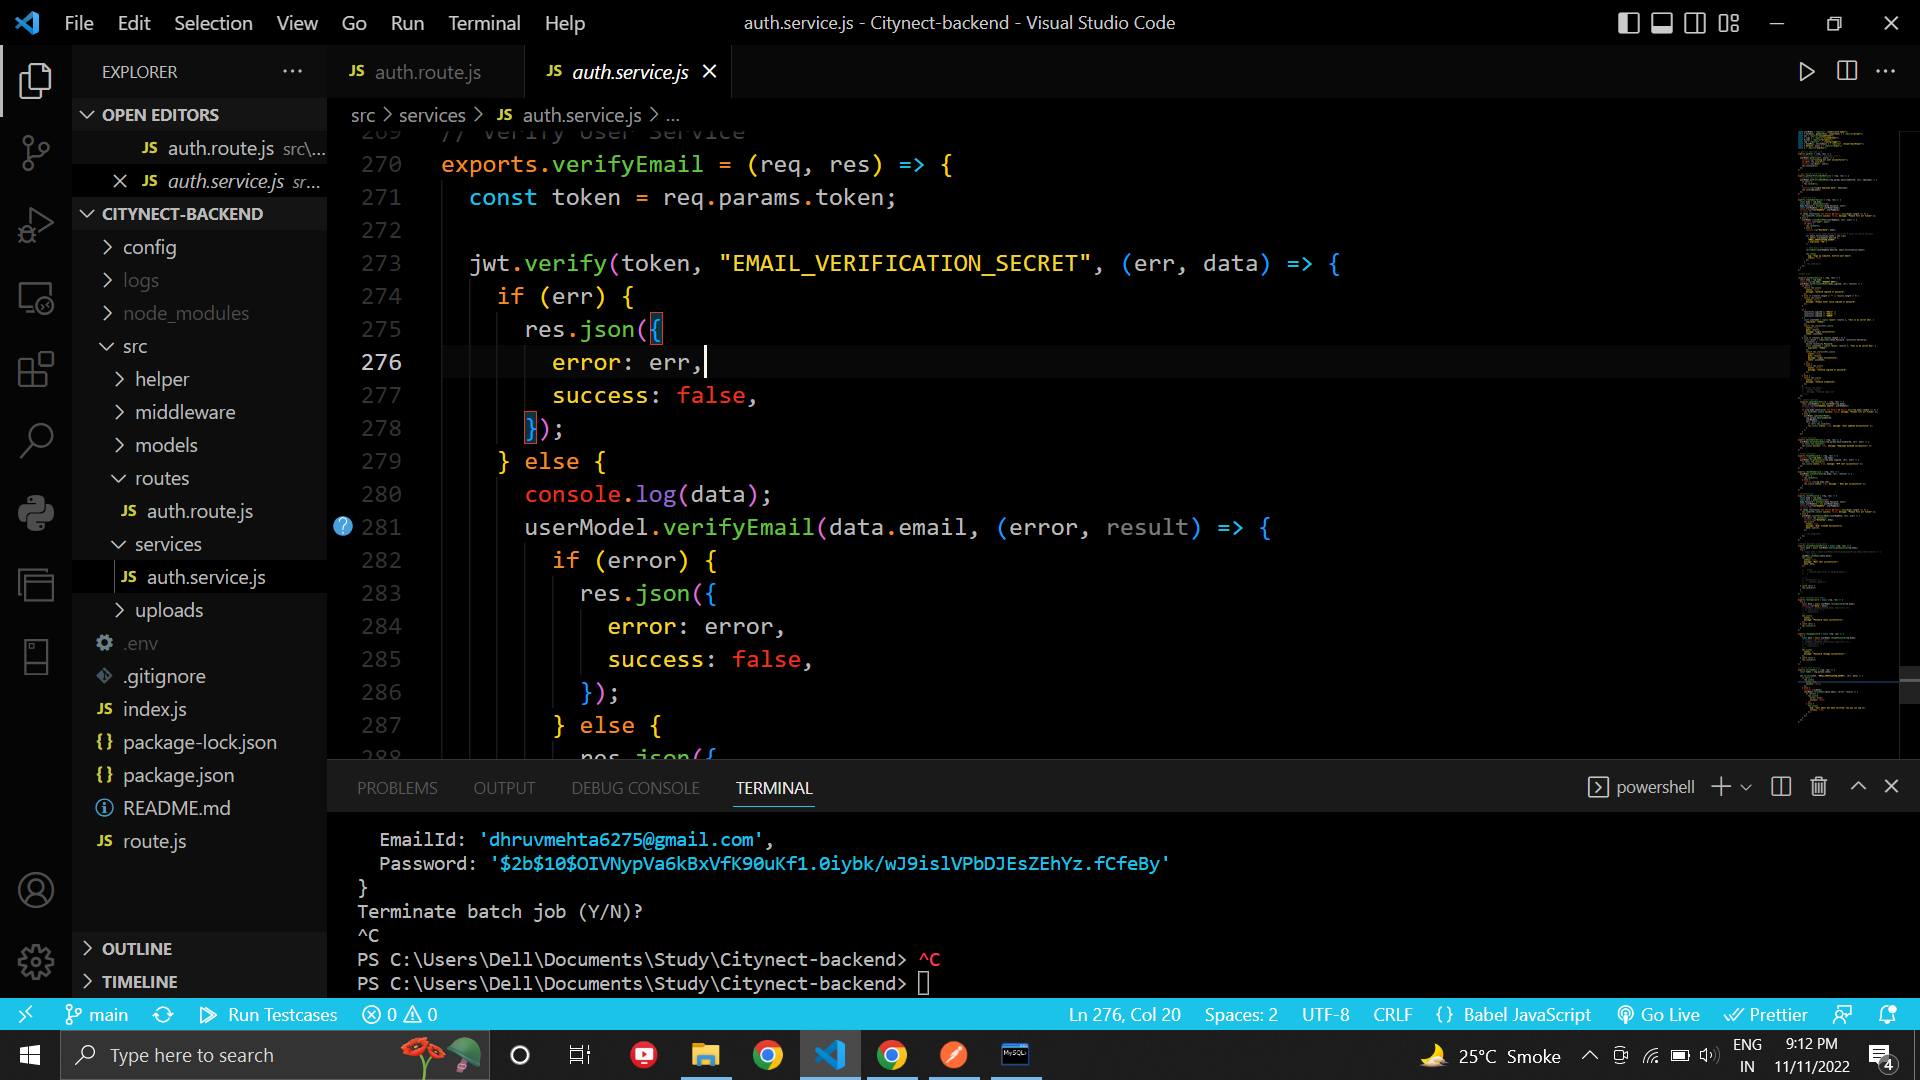 File Edit Selection View Go Run Terminal Help
auth.service.js - Citynect-backend - Visual Studio Code
EXPLORER
OPEN EDITORS
JS auth.route.js src\...
JS auth.service.js sr...
CITYNECT-BACKEND
config
logs
node_modules
src
helper
middleware
models
routes
JS auth.route.js
services
JS auth.service.js
uploads
.env
.gitignore
JS index.js
{} package-lock.json
{} package.json
README.md
JS route.js
OUTLINE
TIMELINE
JS auth.route.js
JS auth.service.js
src > services > JS auth.service.js > ...
269 // Verify User Service
270 exports.verifyEmail = (req, res) => {
271 const token = req.params.token;
272
273 jwt.verify(token, "EMAIL_VERIFICATION_SECRET", (err, data) => {
274 if (err) {
275 res.json({
276 error: err,
277 success: false,
278 });
279 } else {
280 console.log(data);
281 userModel.verifyEmail(data.email, (error, result) => {
282 if (error) {
283 res.json({
284 error: error,
285 success: false,
286 });
287 } else {
288 res.json({
PROBLEMS OUTPUT DEBUG CONSOLE TERMINAL
powershell
EmailId: 'dhruvmehta6275@gmail.com',
Password: '$2b$10$OIVNypVa6kBxVfK90uKf1.0iybk/wJ9islVPbDJEsZEhYz.fCfeBy'
}
Terminate batch job (Y/N)?
^C
PS C:\Users\Dell\Documents\Study\Citynect-backend> ^C
PS C:\Users\Dell\Documents\Study\Citynect-backend>
main Run Testcases 0 0 Ln 276, Col 20 Spaces: 2 UTF-8 CRLF {} Babel JavaScript Go Live Prettier
Type here to search
MySQL
25°C Smoke
ENG
IN
9:12 PM
11/11/2022
4